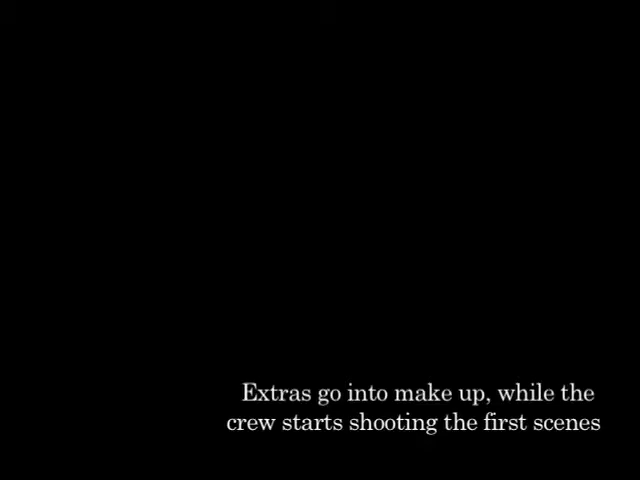 Extras go into make up, while the
crew starts shooting the first scenes